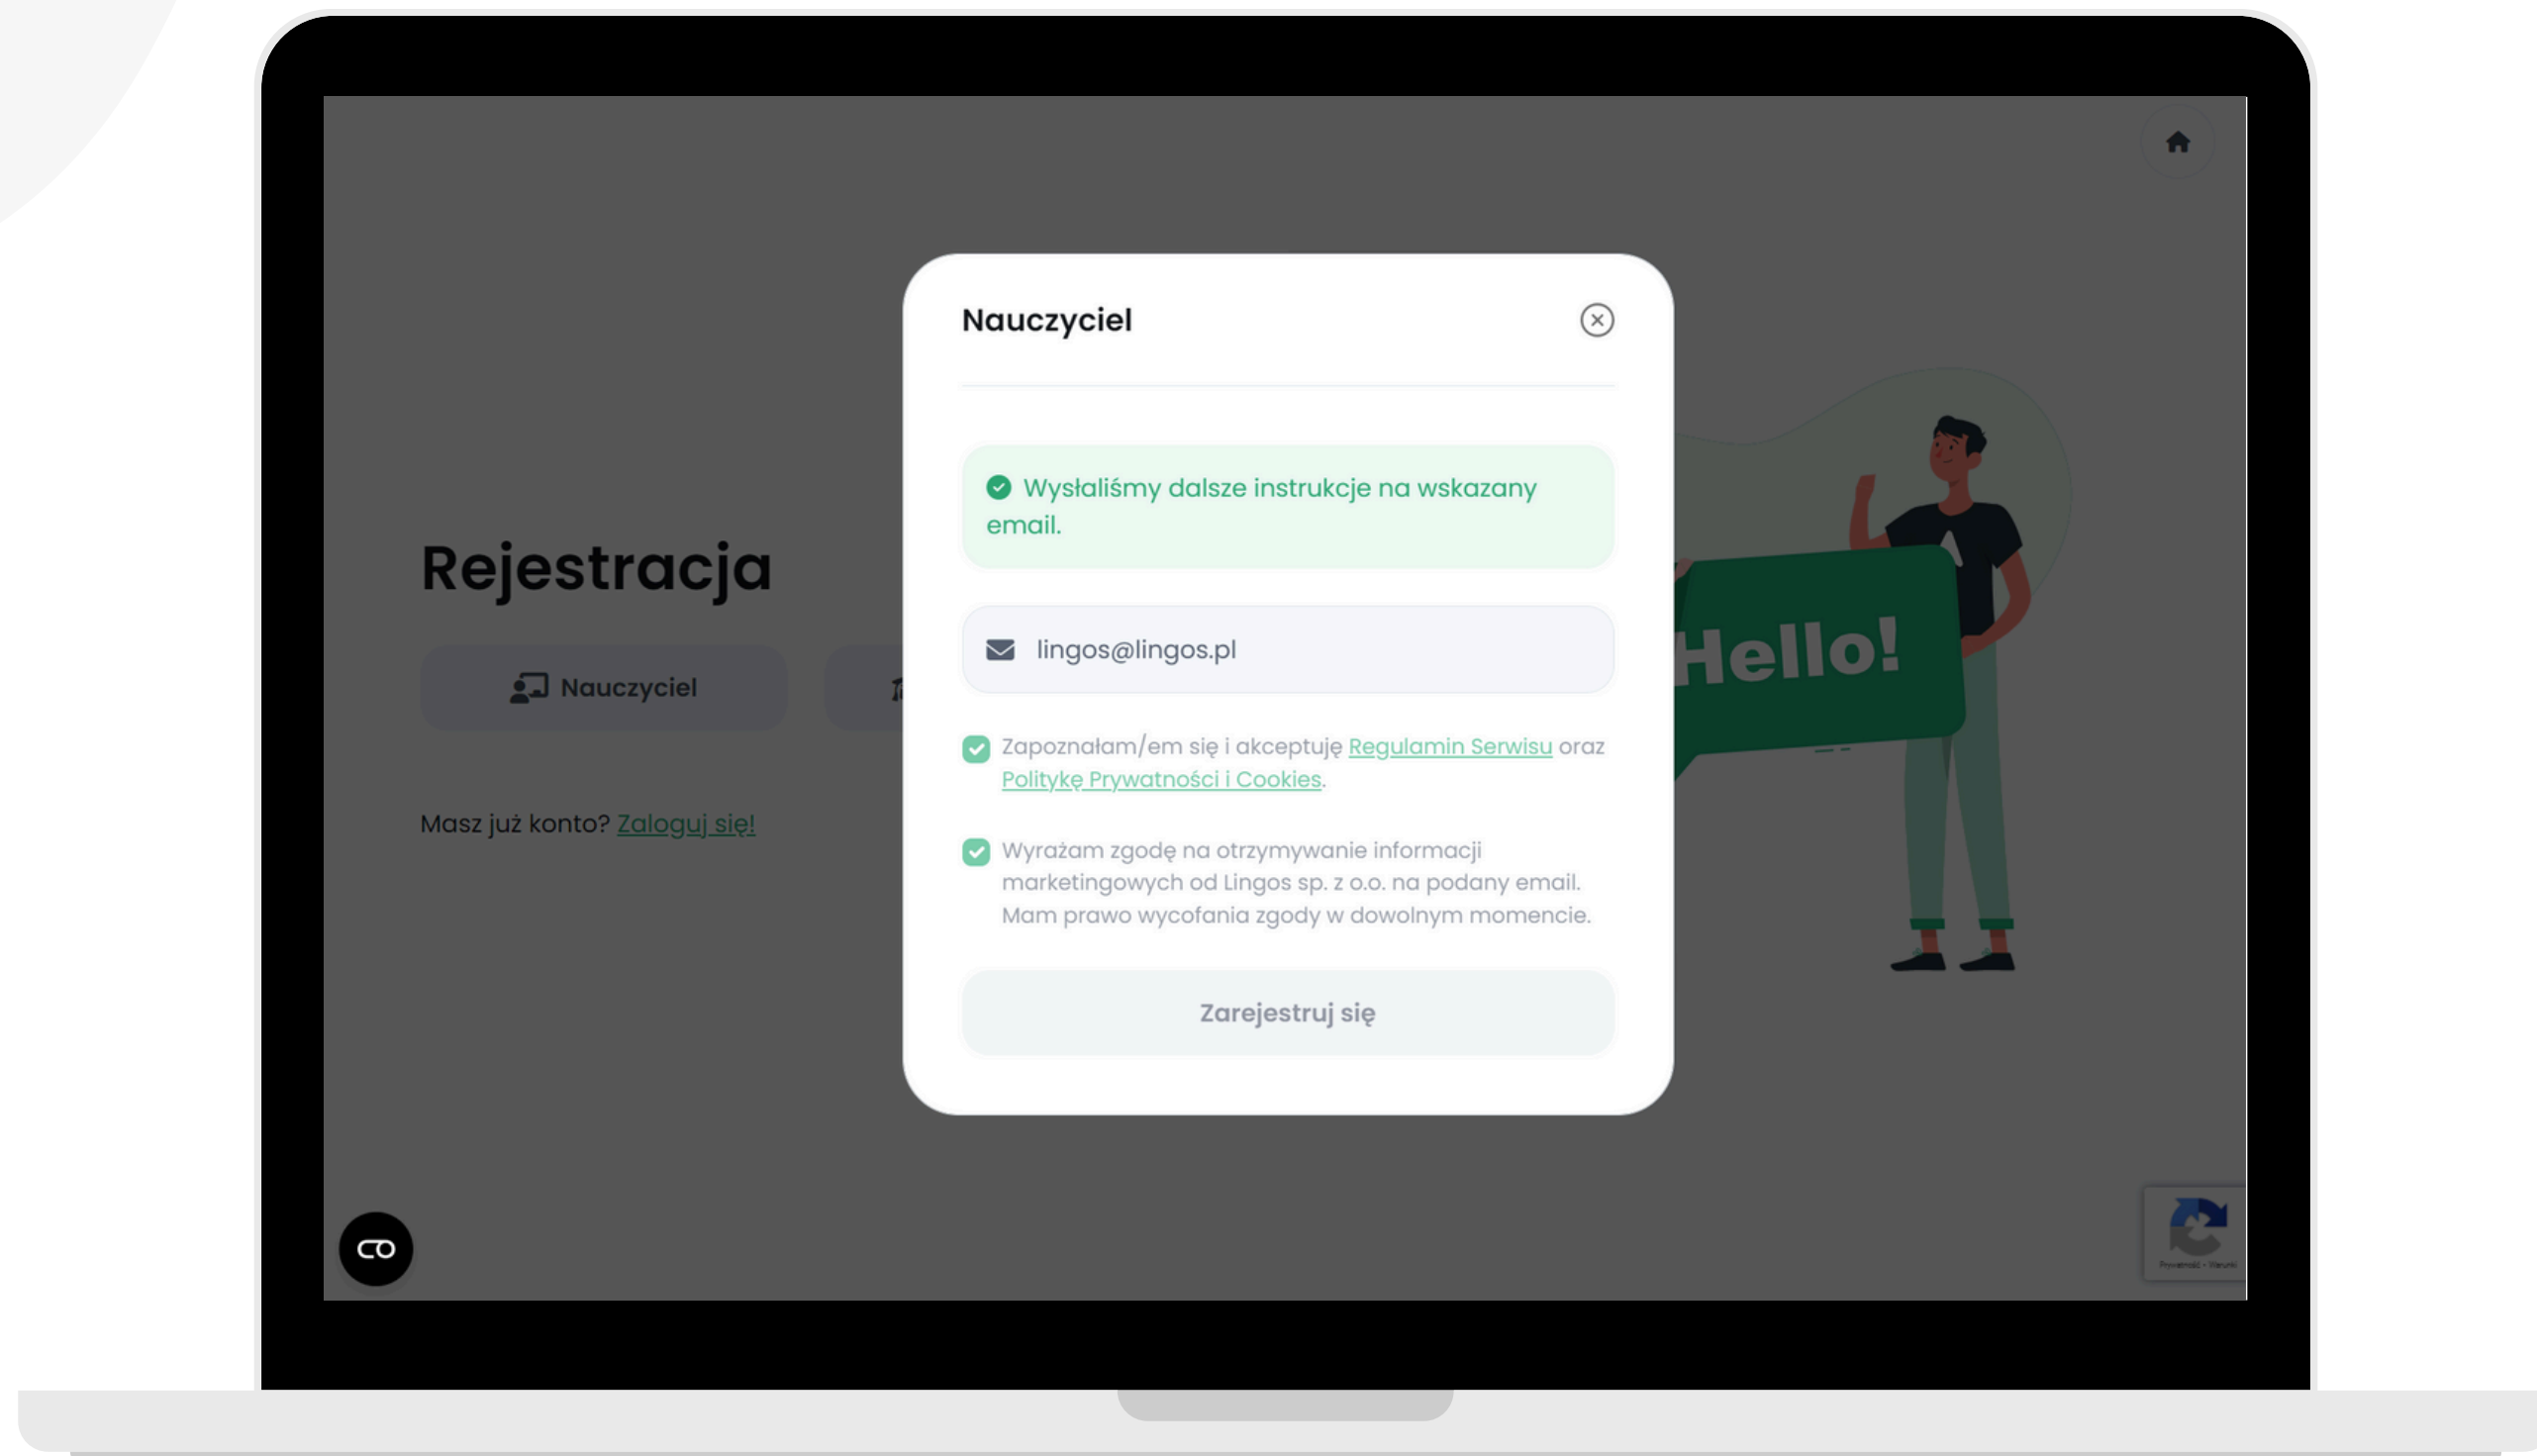 Nauczyciel
Wysłaliśmy dalsze instrukcje na wskazany
email.
lingos@lingos.pl
Zapoznałam/em się i akceptuję Regulamin Serwisu oraz
Politykę Prywatności i Cookies.
Wyrażam zgodę na otrzymywanie informacji
marketingowych od Lingos sp. z o.o. na podany email.
Mam prawo wycofania zgody w dowolnym momencie.
Zarejestruj się
Rejestracja
Nauczyciel
Masz już konto? Zaloguj się!
Hello!
Prywatność - Warunki